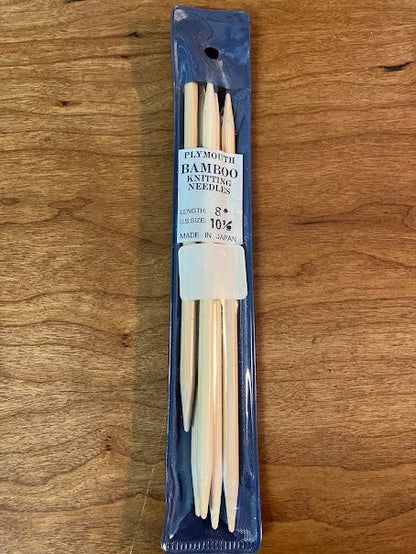 PLYMOUTH
BAMBOO
KNITTING
NEEDLES
LENGTH: 8"
U.S.SIZE: 10½
MADE IN JAPAN